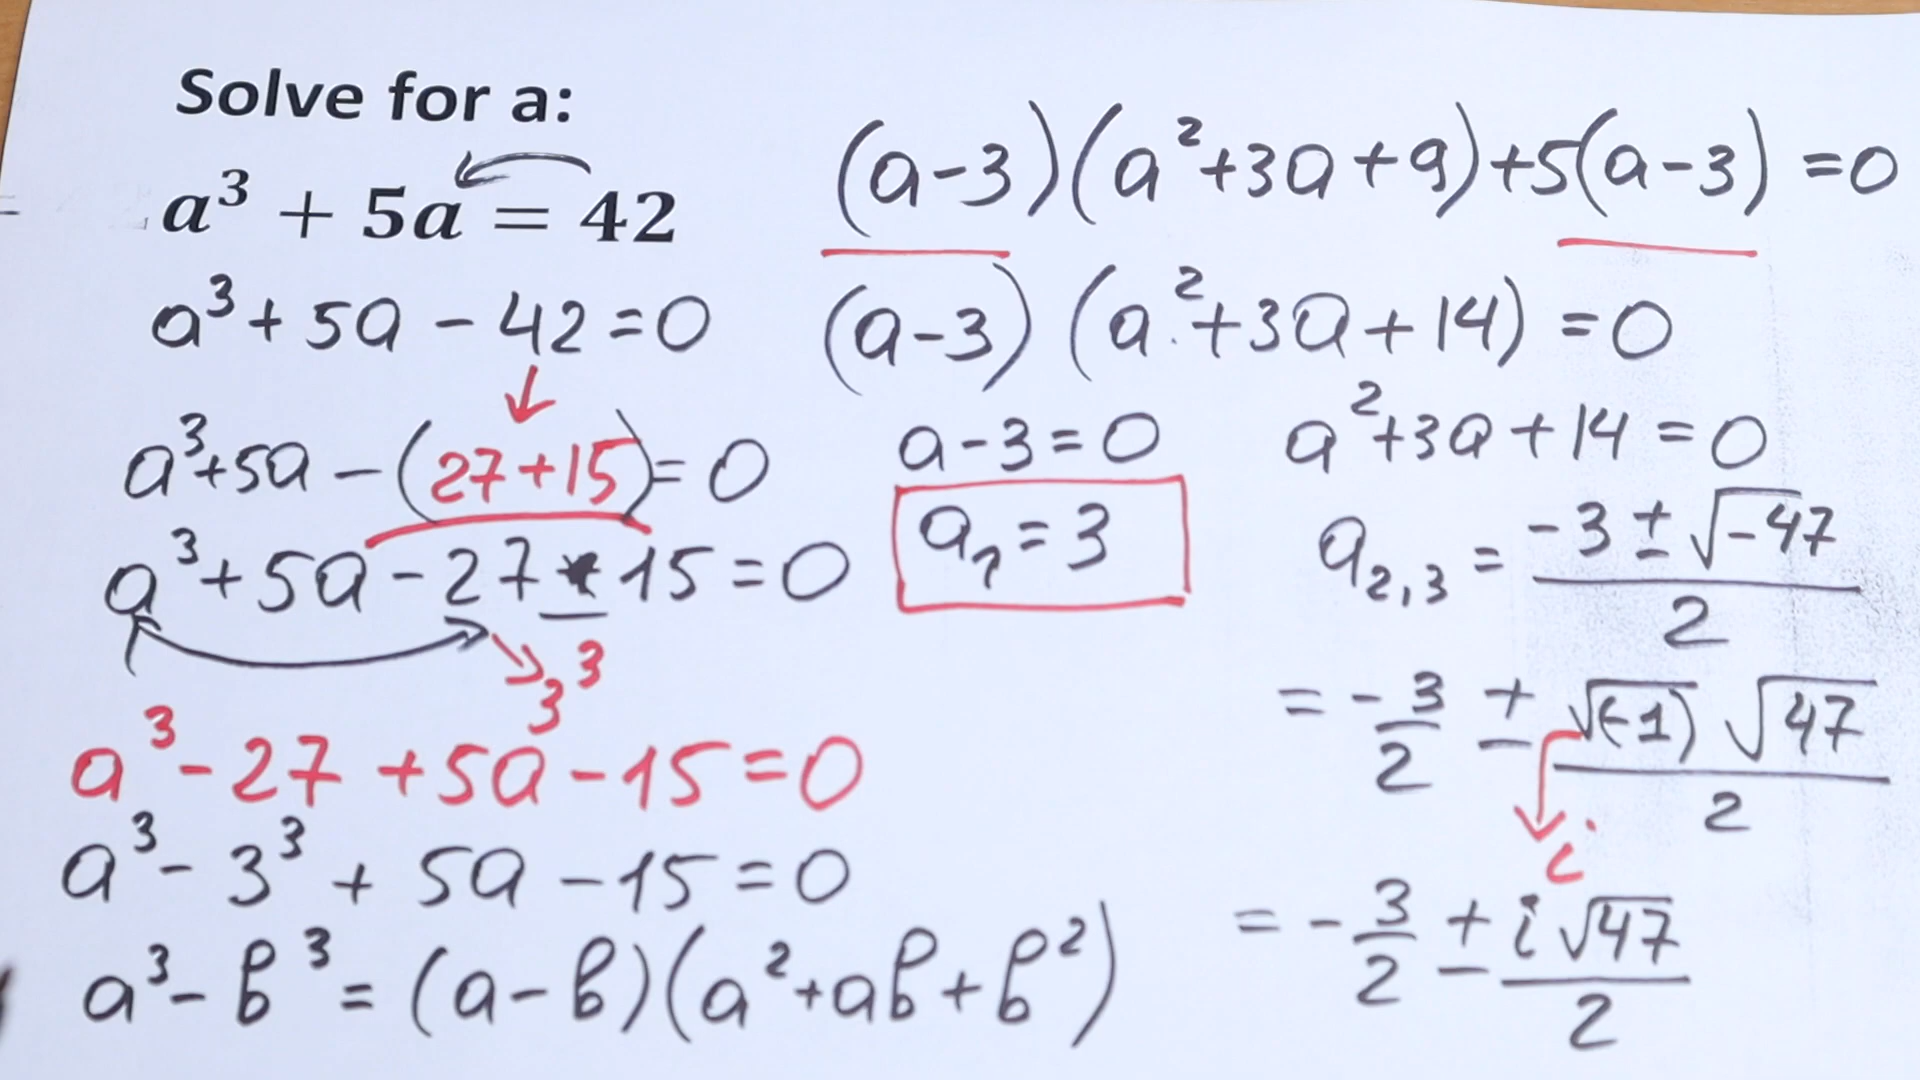 Solve for a:
a³ + 5a = 42
a³ + 5a - 42 = 0
a³ + 5a - (27 + 15) = 0
a³ + 5a - 27 - 15 = 0
3³
a³ - 27 + 5a - 15 = 0
a³ - 3³ + 5a - 15 = 0
a³ - b³ = (a - b)(a² + ab + b²)
(a - 3)(a² + 3a + 9) + 5(a - 3) = 0
(a - 3)(a² + 3a + 14) = 0
a - 3 = 0
a₁ = 3
a² + 3a + 14 = 0
a₂,₃ = (-3 ± √-47)/2
= -3/2 ± √(-1) √47/2
i
= -3/2 ± i√47/2